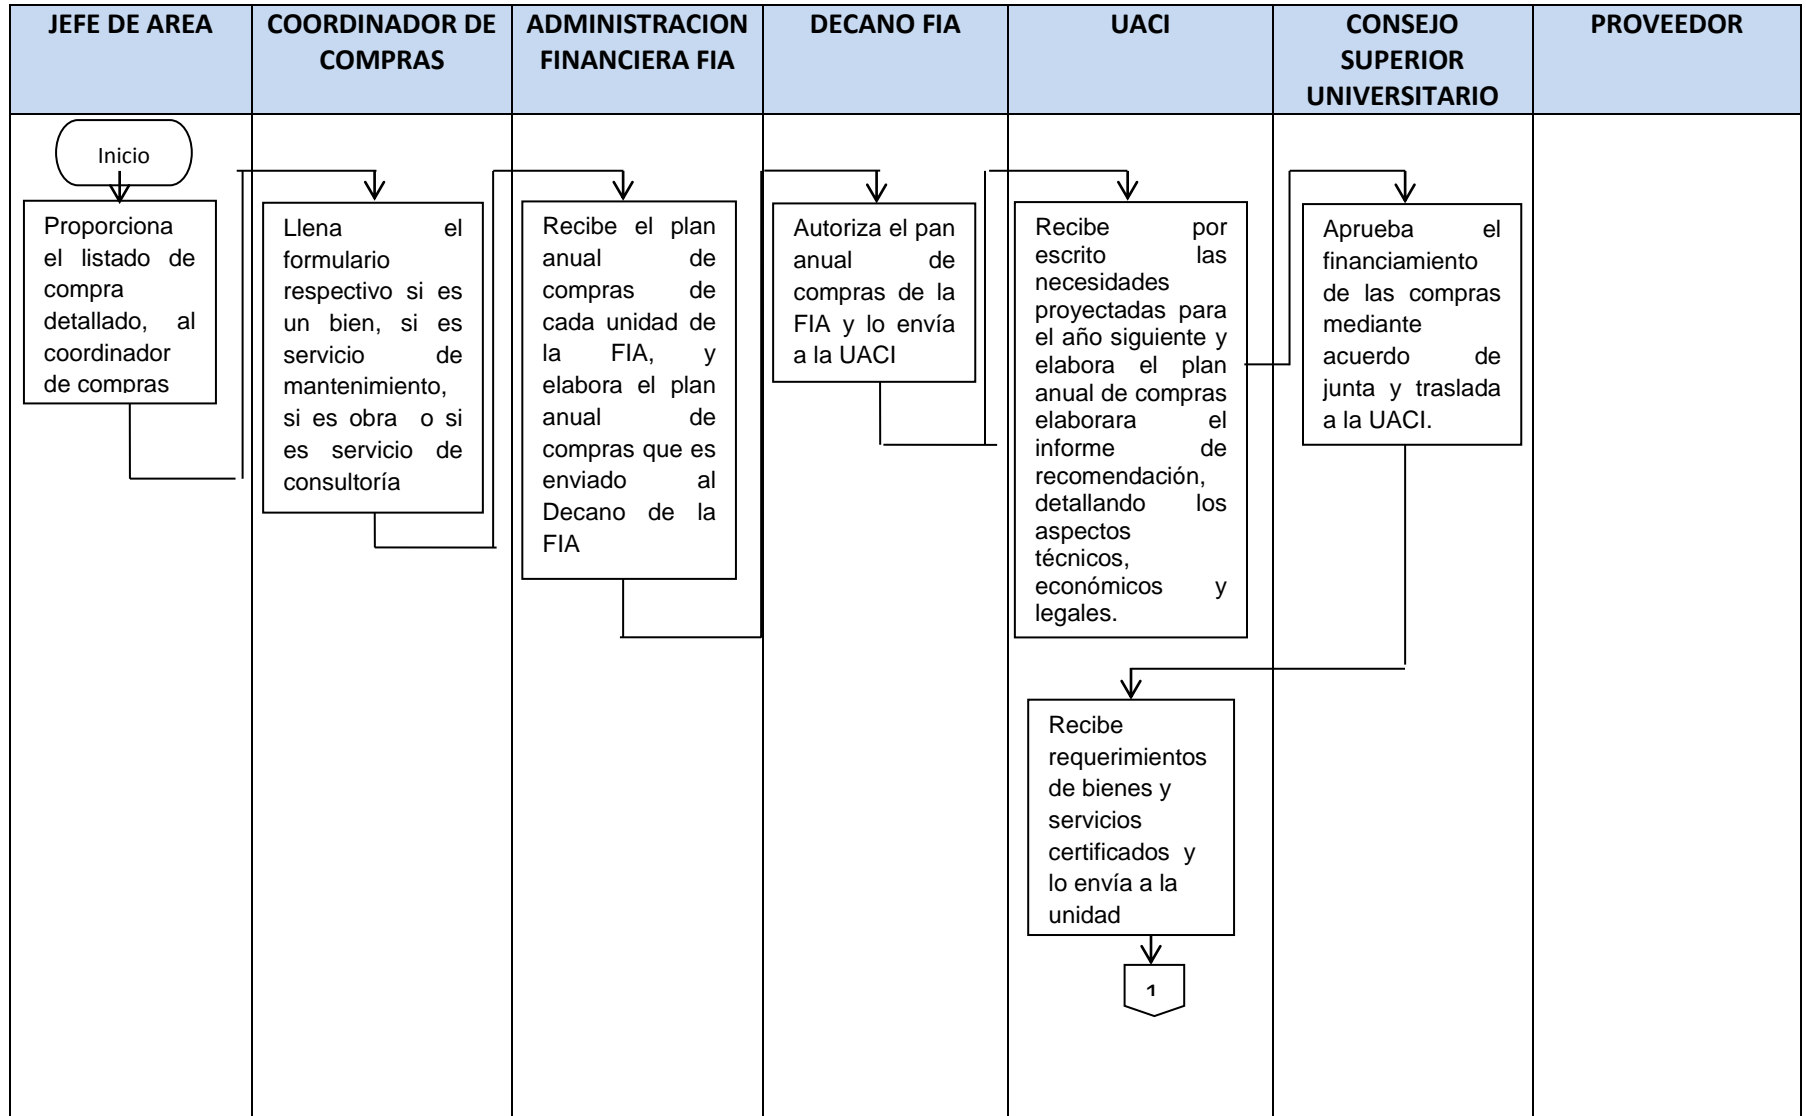 JEFE DE AREA
COORDINADOR DE
COMPRAS
ADMINISTRACION
FINANCIERA FIA
DECANO FIA
UACI
CONSEJO
SUPERIOR
UNIVERSITARIO
PROVEEDOR
Inicio
Proporciona
el listado de
compra
detallado, al
coordinador
de compras
Llena el
formulario
respectivo si es
un bien, si es
servicio de
mantenimiento,
si es obra o si
es servicio de
consultoría
Recibe el plan
anual de
compras de
cada unidad de
la FIA, y
elabora el plan
anual de
compras que es
enviado al
Decano de la
FIA
Autoriza el pan
anual de
compras de la
FIA y lo envía
a la UACI
Recibe por
escrito las
necesidades
proyectadas para
el año siguiente y
elabora el plan
anual de compras
elaborara el
informe de
recomendación,
detallando los
aspectos
técnicos,
económicos y
legales.
Aprueba el
financiamiento
de las compras
mediante
acuerdo de
junta y traslada
a la UACI.
Recibe
requerimientos
de bienes y
servicios
certificados y
lo envía a la
unidad
1